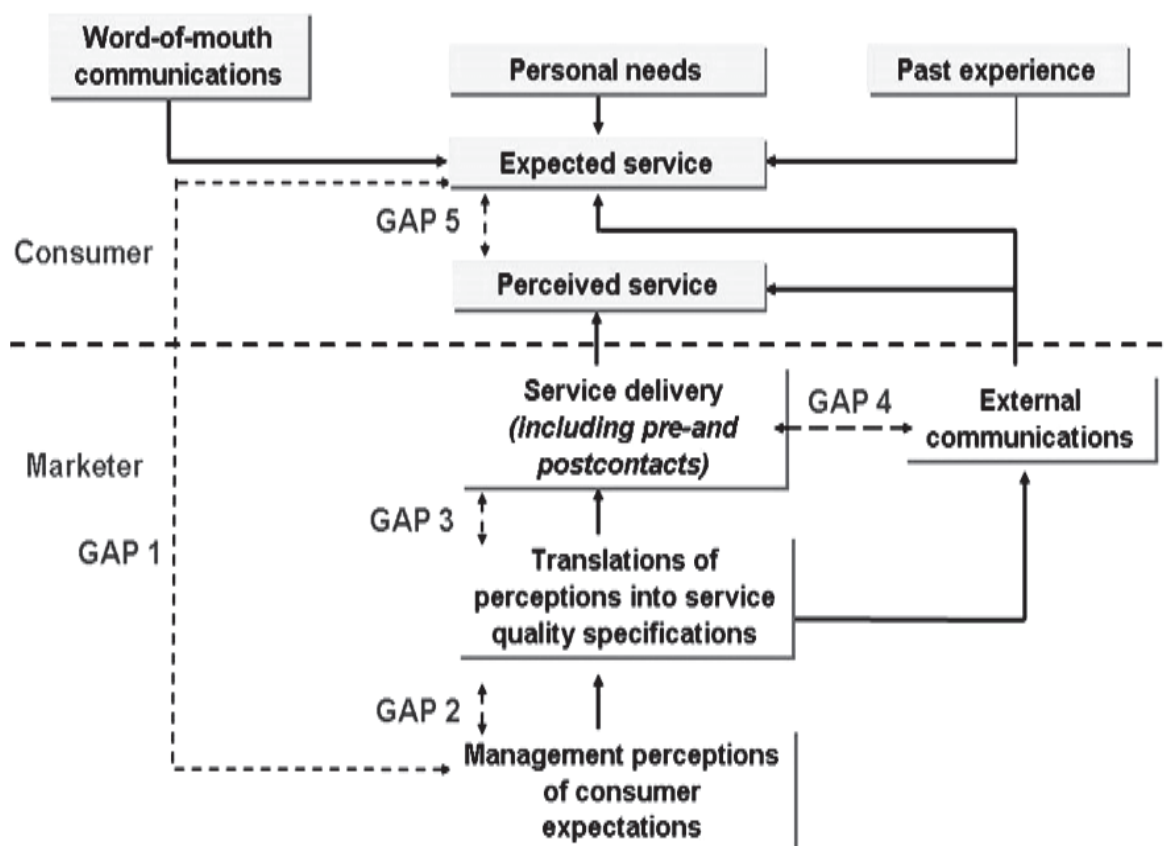 Word-of-mouth
communications
Personal needs
Past experience
Expected service
GAP 5
Consumer
Perceived service
Service delivery
(including pre-and
postcontacts)
GAP 4
External
communications
Marketer
GAP 3
GAP 1
Translations of
perceptions into service
quality specifications
GAP 2
Management perceptions
of consumer
expectations